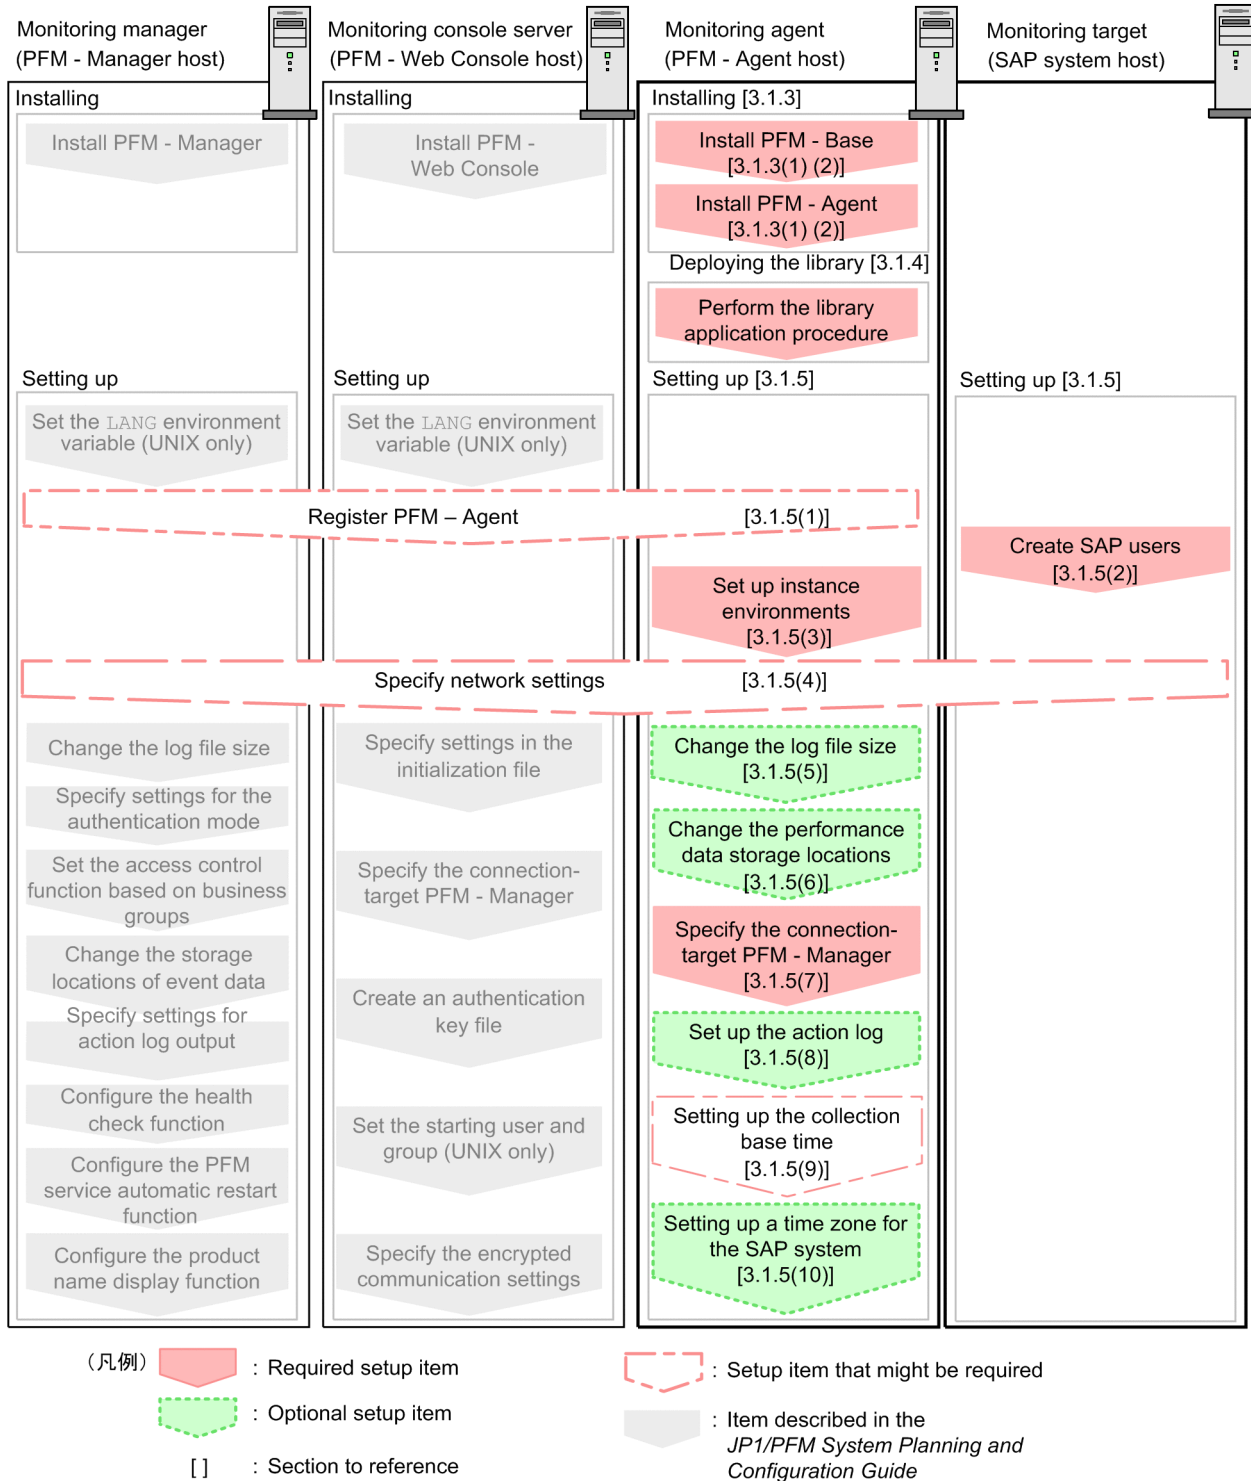 Monitoring manager
(PFM - Manager host)
Monitoring console server
(PFM - Web Console host)
Monitoring agent
(PFM - Agent host)
Monitoring target
(SAP system host)
Installing
Install PFM - Manager
Installing
Install PFM -
Web Console
Installing [3.1.3]
Install PFM - Base
[3.1.3(1) (2)]
Install PFM - Agent
[3.1.3(1) (2)]
Deploying the library [3.1.4]
Perform the library
application procedure
Setting up
Set the LANG environment
variable (UNIX only)
Setting up
Set the LANG environment
variable (UNIX only)
Setting up [3.1.5]
Setting up [3.1.5]
Register PFM – Agent [3.1.5(1)]
Create SAP users
[3.1.5(2)]
Set up instance
environments
[3.1.5(3)]
Specify network settings [3.1.5(4)]
Change the log file size
Specify settings for the
authentication mode
Set the access control
function based on business
groups
Change the storage
locations of event data
Specify settings for
action log output
Configure the health
check function
Configure the PFM
service automatic restart
function
Configure the product
name display function
Specify settings in the
initialization file
Specify the connection-
target PFM - Manager
Create an authentication
key file
Set the starting user and
group (UNIX only)
Specify the encrypted
communication settings
Change the log file size
[3.1.5(5)]
Change the performance
data storage locations
[3.1.5(6)]
Specify the connection-
target PFM - Manager
[3.1.5(7)]
Set up the action log
[3.1.5(8)]
Setting up the collection
base time
[3.1.5(9)]
Setting up a time zone for
the SAP system
[3.1.5(10)]
（凡例）
: Required setup item
: Optional setup item
[ ] : Section to reference
: Setup item that might be required
: Item described in the
JP1/PFM System Planning and
Configuration Guide